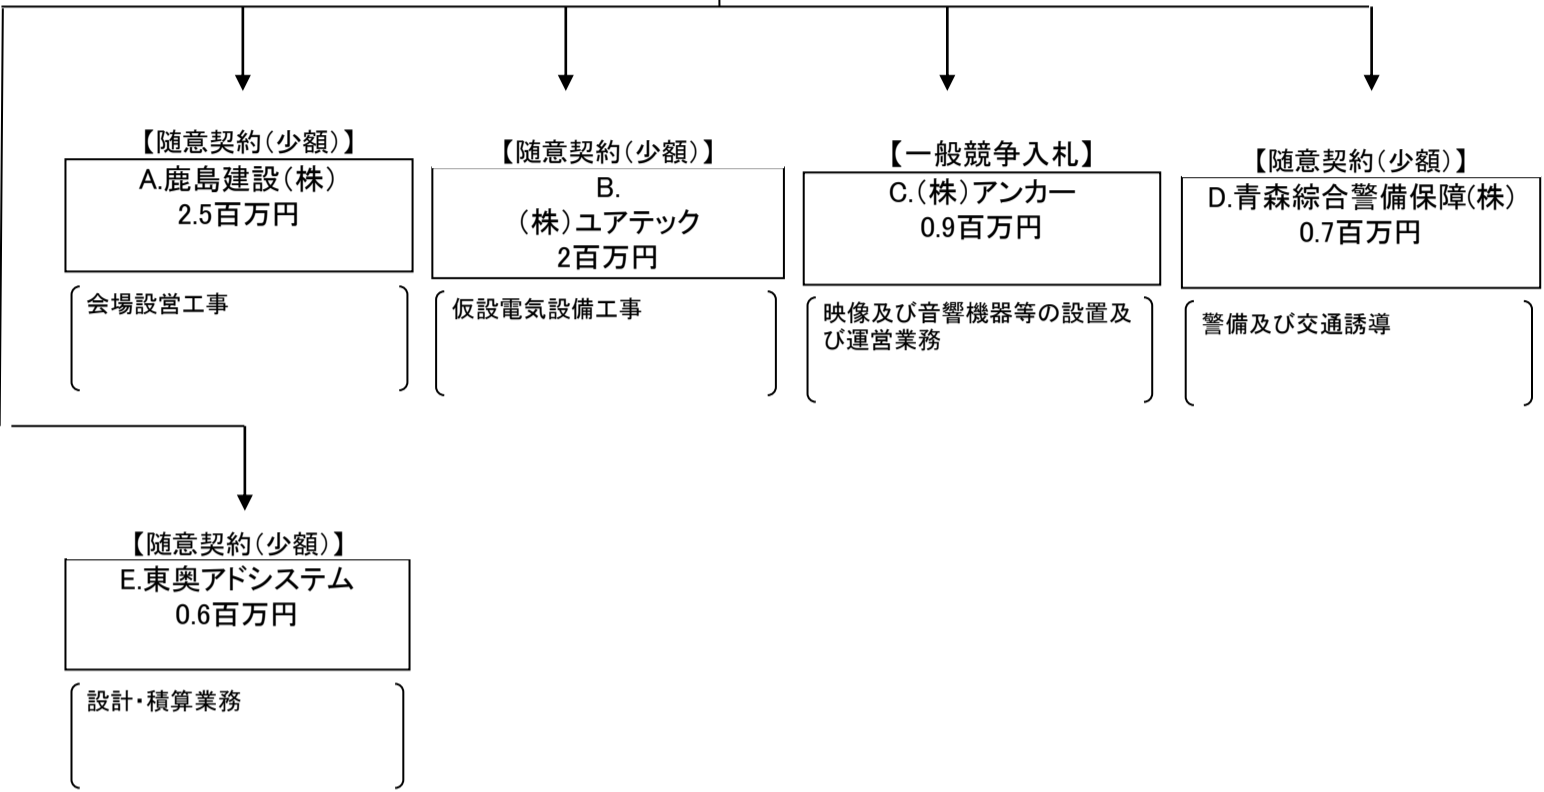 【随意契約（少額）】
A.鹿島建設（株）
2.5百万円
会場設営工事
【随意契約（少額）】
B.
（株）ユアテック
2百万円
仮設電気設備工事
【一般競争入札】
C.（株）アンカー
0.9百万円
映像及び音響機器等の設置及
び運営業務
【随意契約（少額）】
D.青森綜合警備保障(株)
0.7百万円
警備及び交通誘導
【随意契約（少額）】
E.東奥アドシステム
0.6百万円
設計・積算業務